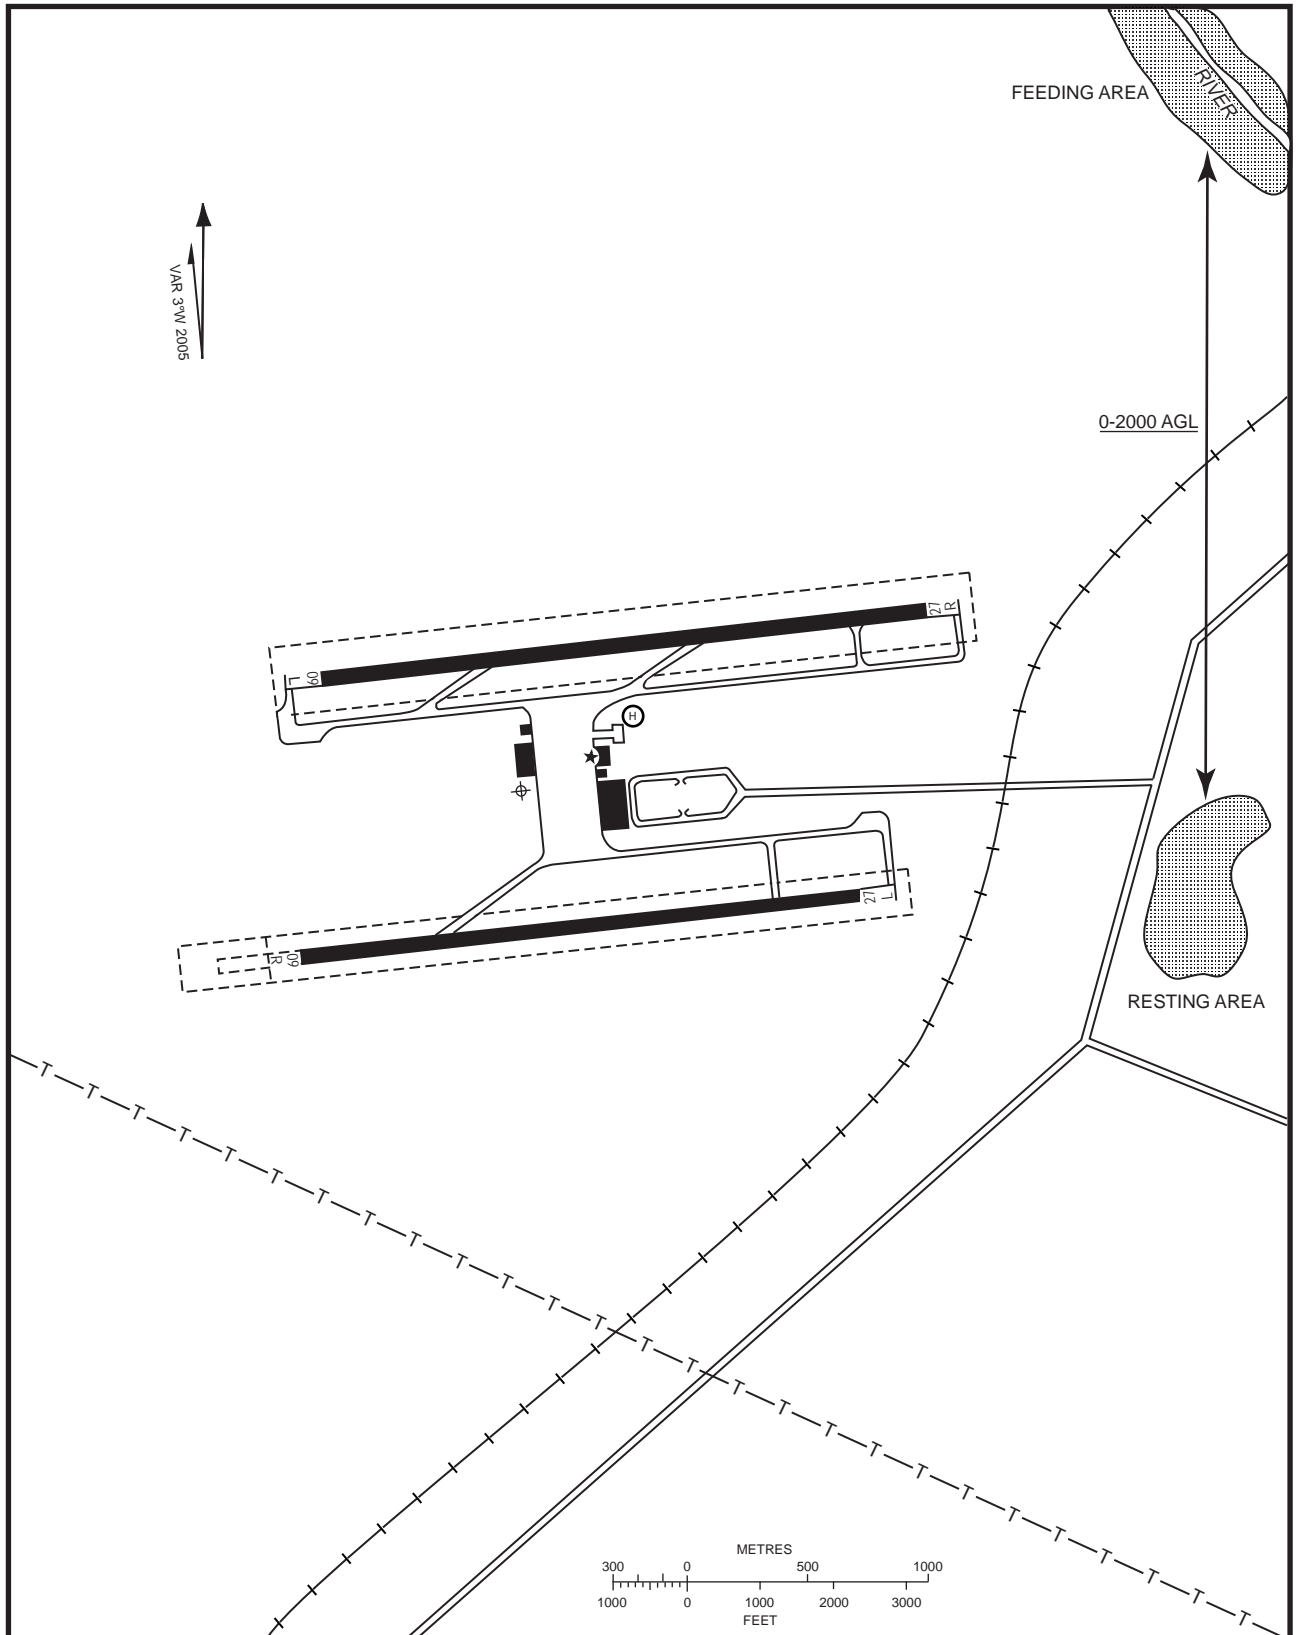 RIVER
FEEDING AREA
VAR 3°W 2005
0-2000 AGL
27
R
L
09
H
27
L
R
09
RESTING AREA
T T T T T T T T T T T T T T T T T T T T T T T T T T T
METRES
300 0 500 1000
1000 0 1000 2000 3000
FEET